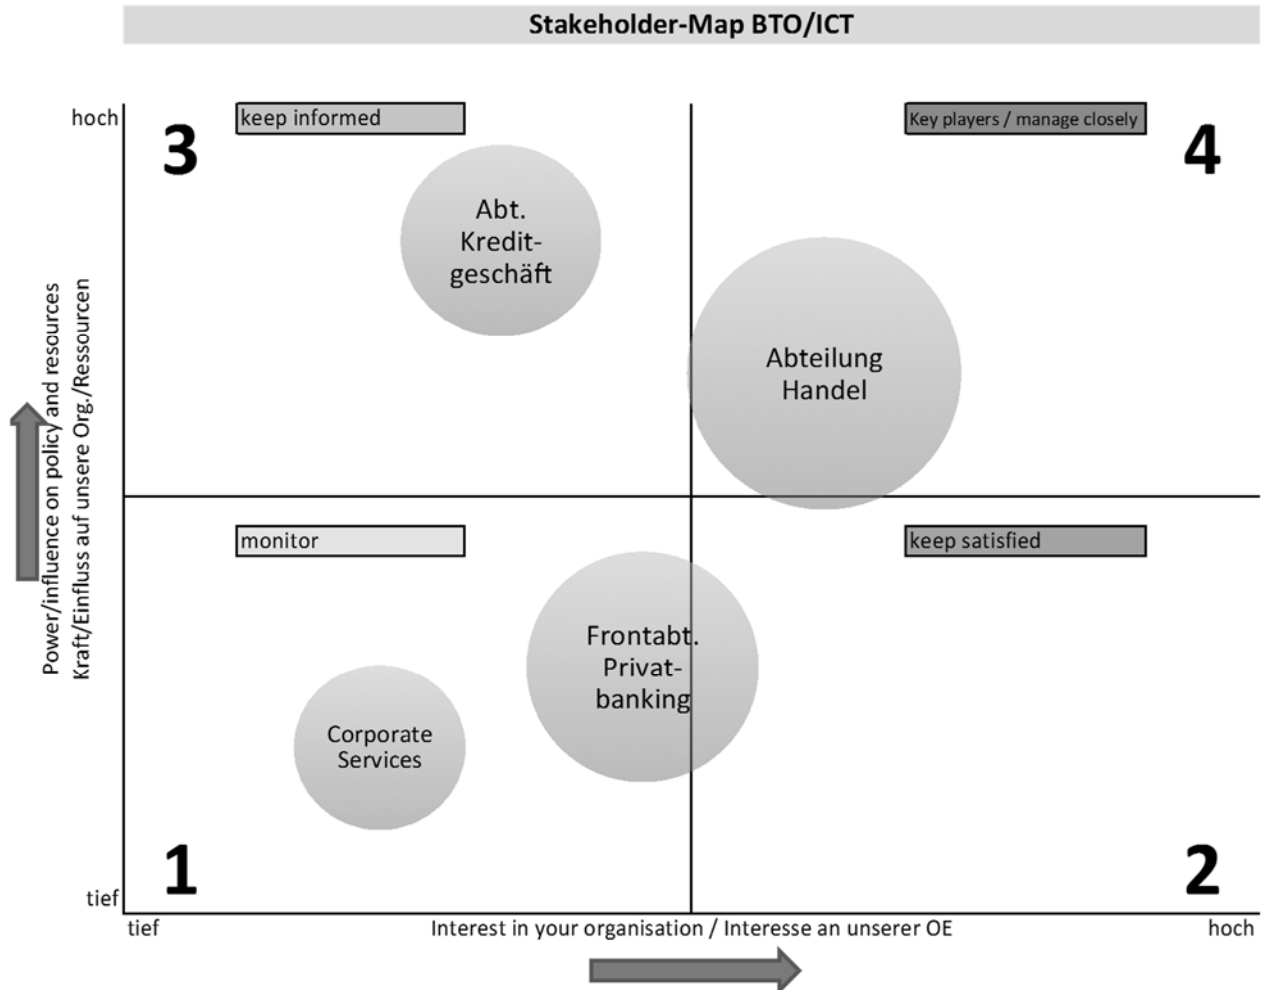 Stakeholder-Map BTO/ICT
hoch
3
keep informed
Key players / manage closely
4
Abt.
Kredit-
geschäft
Abteilung
Handel
Power/influence on policy and resources
Kraft/Einfluss auf unsere Org./Ressourcen
monitor
keep satisfied
Frontabt.
Privat-
banking
Corporate
Services
1
2
tief
tief
Interest in your organisation / Interesse an unserer OE
hoch